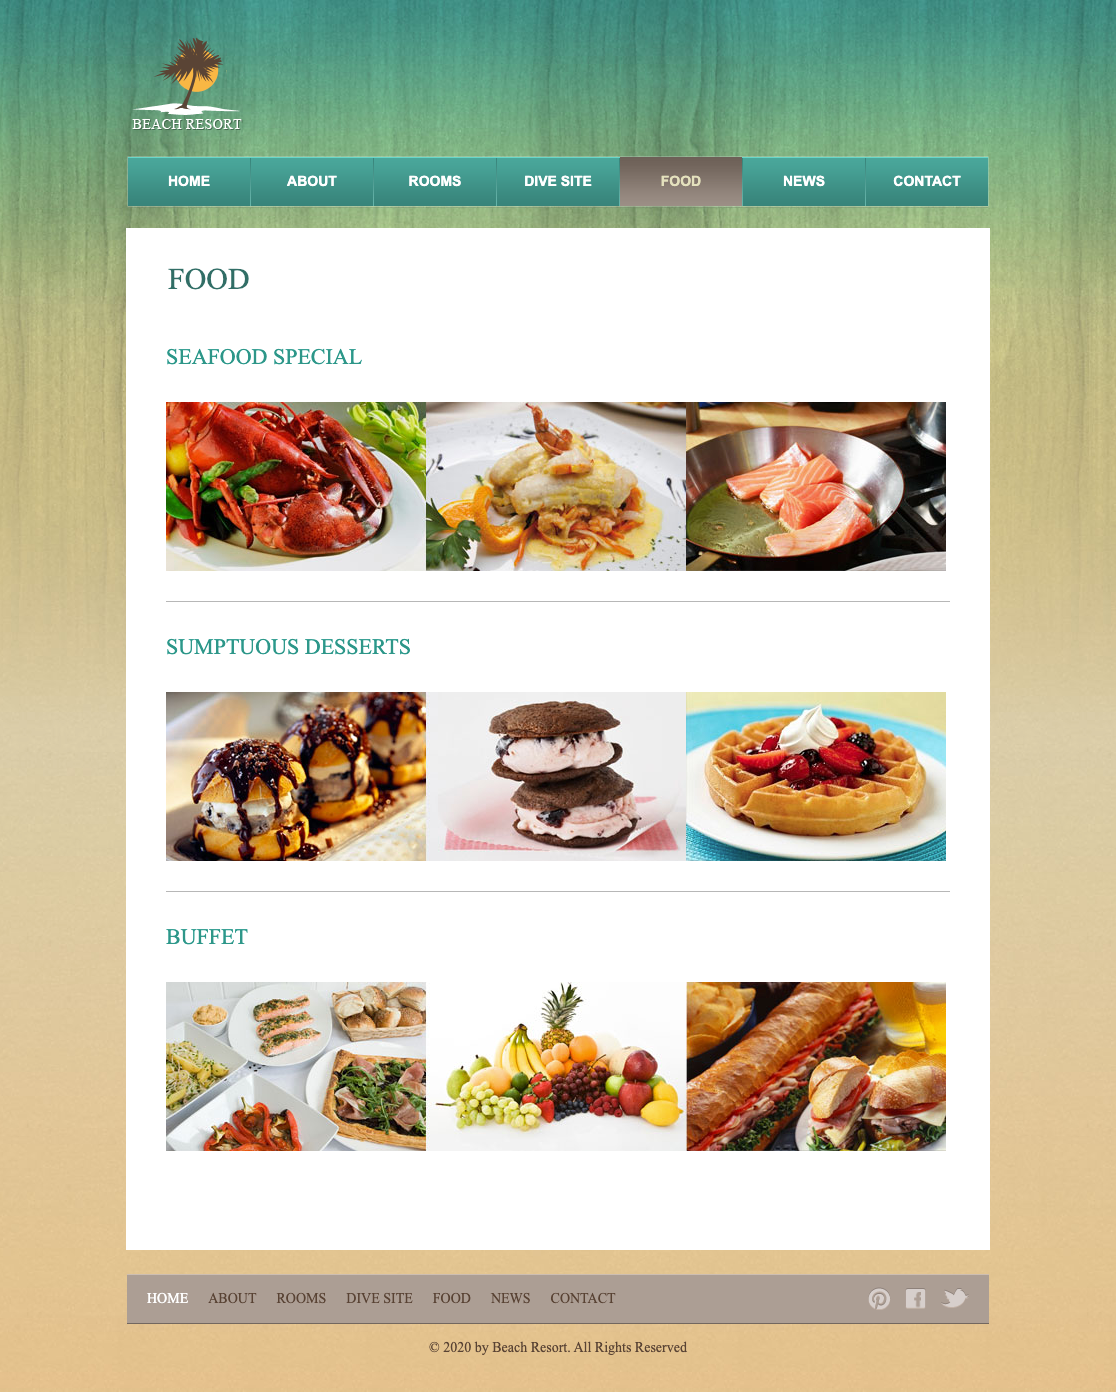 BEACH RESORT
HOME ABOUT ROOMS DIVE SITE FOOD NEWS CONTACT
FOOD
SEAFOOD SPECIAL
SUMPTUOUS DESSERTS
BUFFET
HOME ABOUT ROOMS DIVE SITE FOOD NEWS CONTACT
© 2020 by Beach Resort. All Rights Reserved